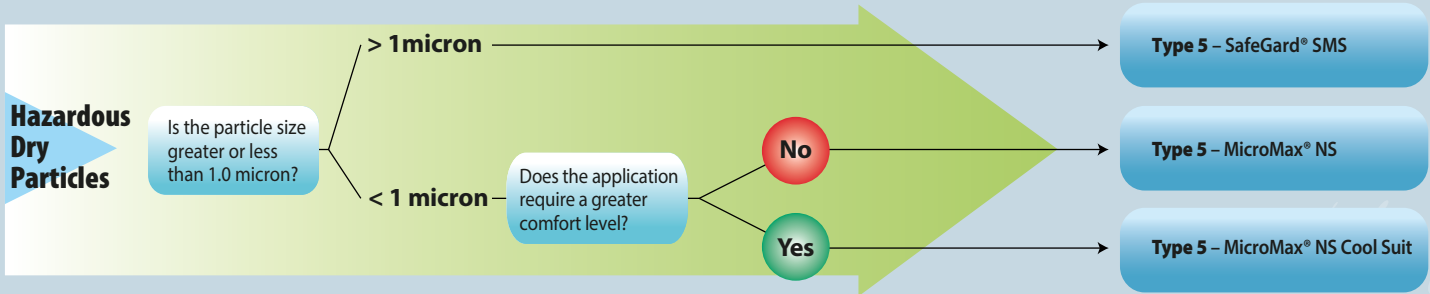 Hazardous
Dry
Particles
Is the particle size
greater or less
than 1.0 micron?
> 1micron
< 1 micron
Does the application
require a greater
comfort level?
No
Yes
Type 5 – SafeGard® SMS
Type 5 – MicroMax® NS
Type 5 – MicroMax® NS Cool Suit